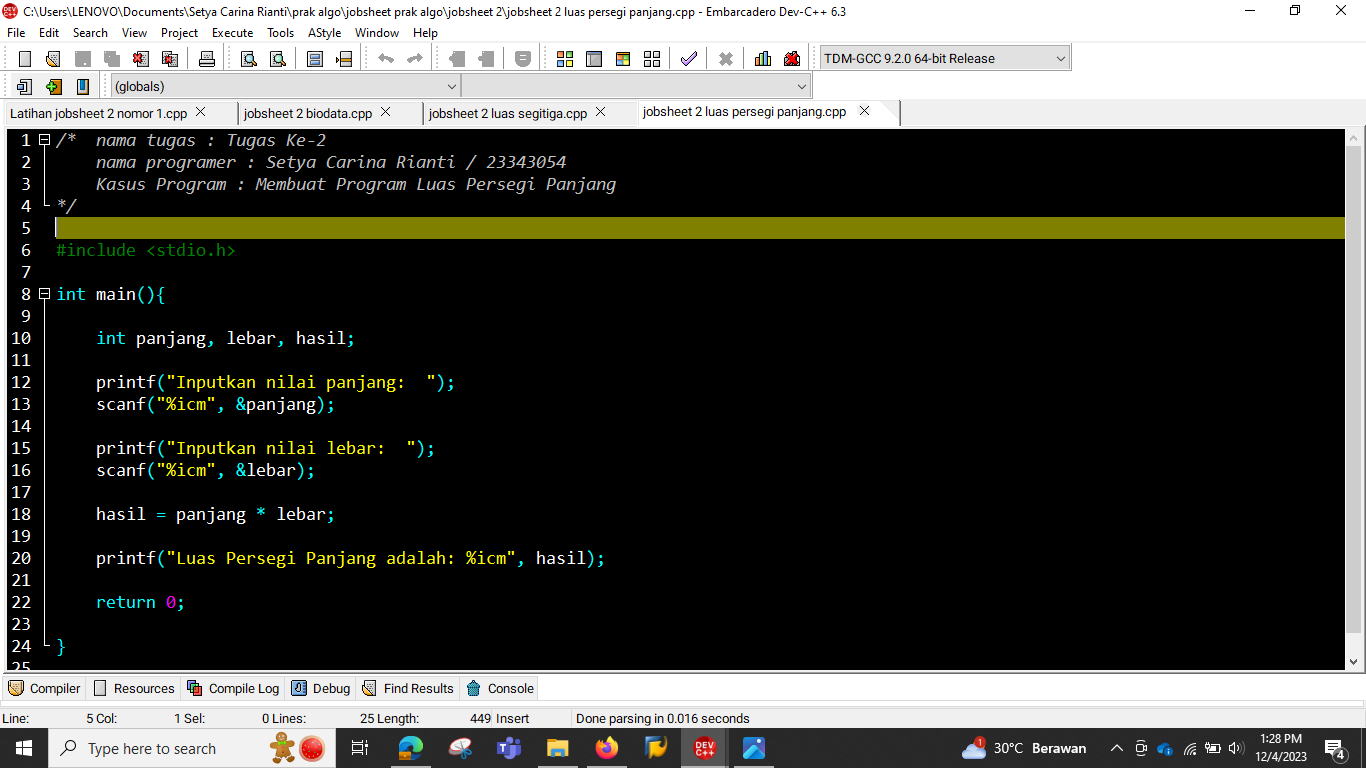 C:\Users\LENOVO\Documents\Setya Carina Rianti\prak algo\jobsheet prak algo\jobsheet 2\jobsheet 2 luas persegi panjang.cpp - Embarcadero Dev-C++ 6.3
File Edit Search View Project Execute Tools AStyle Window Help
TDM-GCC 9.2.0 64-bit Release
(globals)
Latihan jobsheet 2 nomor 1.cpp jobsheet 2 biodata.cpp jobsheet 2 luas segitiga.cpp jobsheet 2 luas persegi panjang.cpp
1 /*  nama tugas : Tugas Ke-2
2     nama programer : Setya Carina Rianti / 23343054
3     Kasus Program : Membuat Program Luas Persegi Panjang
4 */
5
6 #include <stdio.h>
7
8 int main(){
9
10     int panjang, lebar, hasil;
11
12     printf("Inputkan nilai panjang:  ");
13     scanf("%icm", &panjang);
14
15     printf("Inputkan nilai lebar:  ");
16     scanf("%icm", &lebar);
17
18     hasil = panjang * lebar;
19
20     printf("Luas Persegi Panjang adalah: %icm", hasil);
21
22     return 0;
23
24 }
25
Compiler Resources Compile Log Debug Find Results Console
Line: 5 Col: 1 Sel: 0 Lines: 25 Length: 449 Insert Done parsing in 0.016 seconds
Type here to search
DEV C++
1
30°C Berawan
1:28 PM
12/4/2023
4